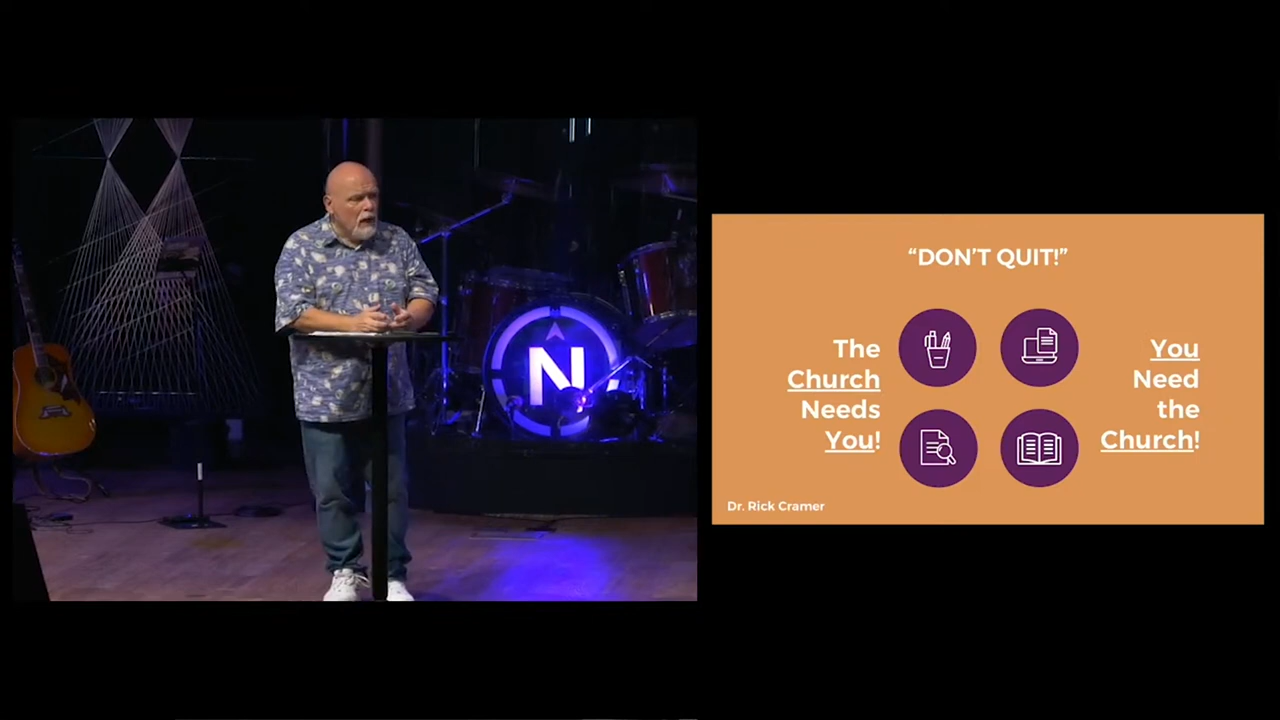 N
“DON’T QUIT!”
The
Church
Needs
You!
You
Need
the
Church!
Dr. Rick Cramer